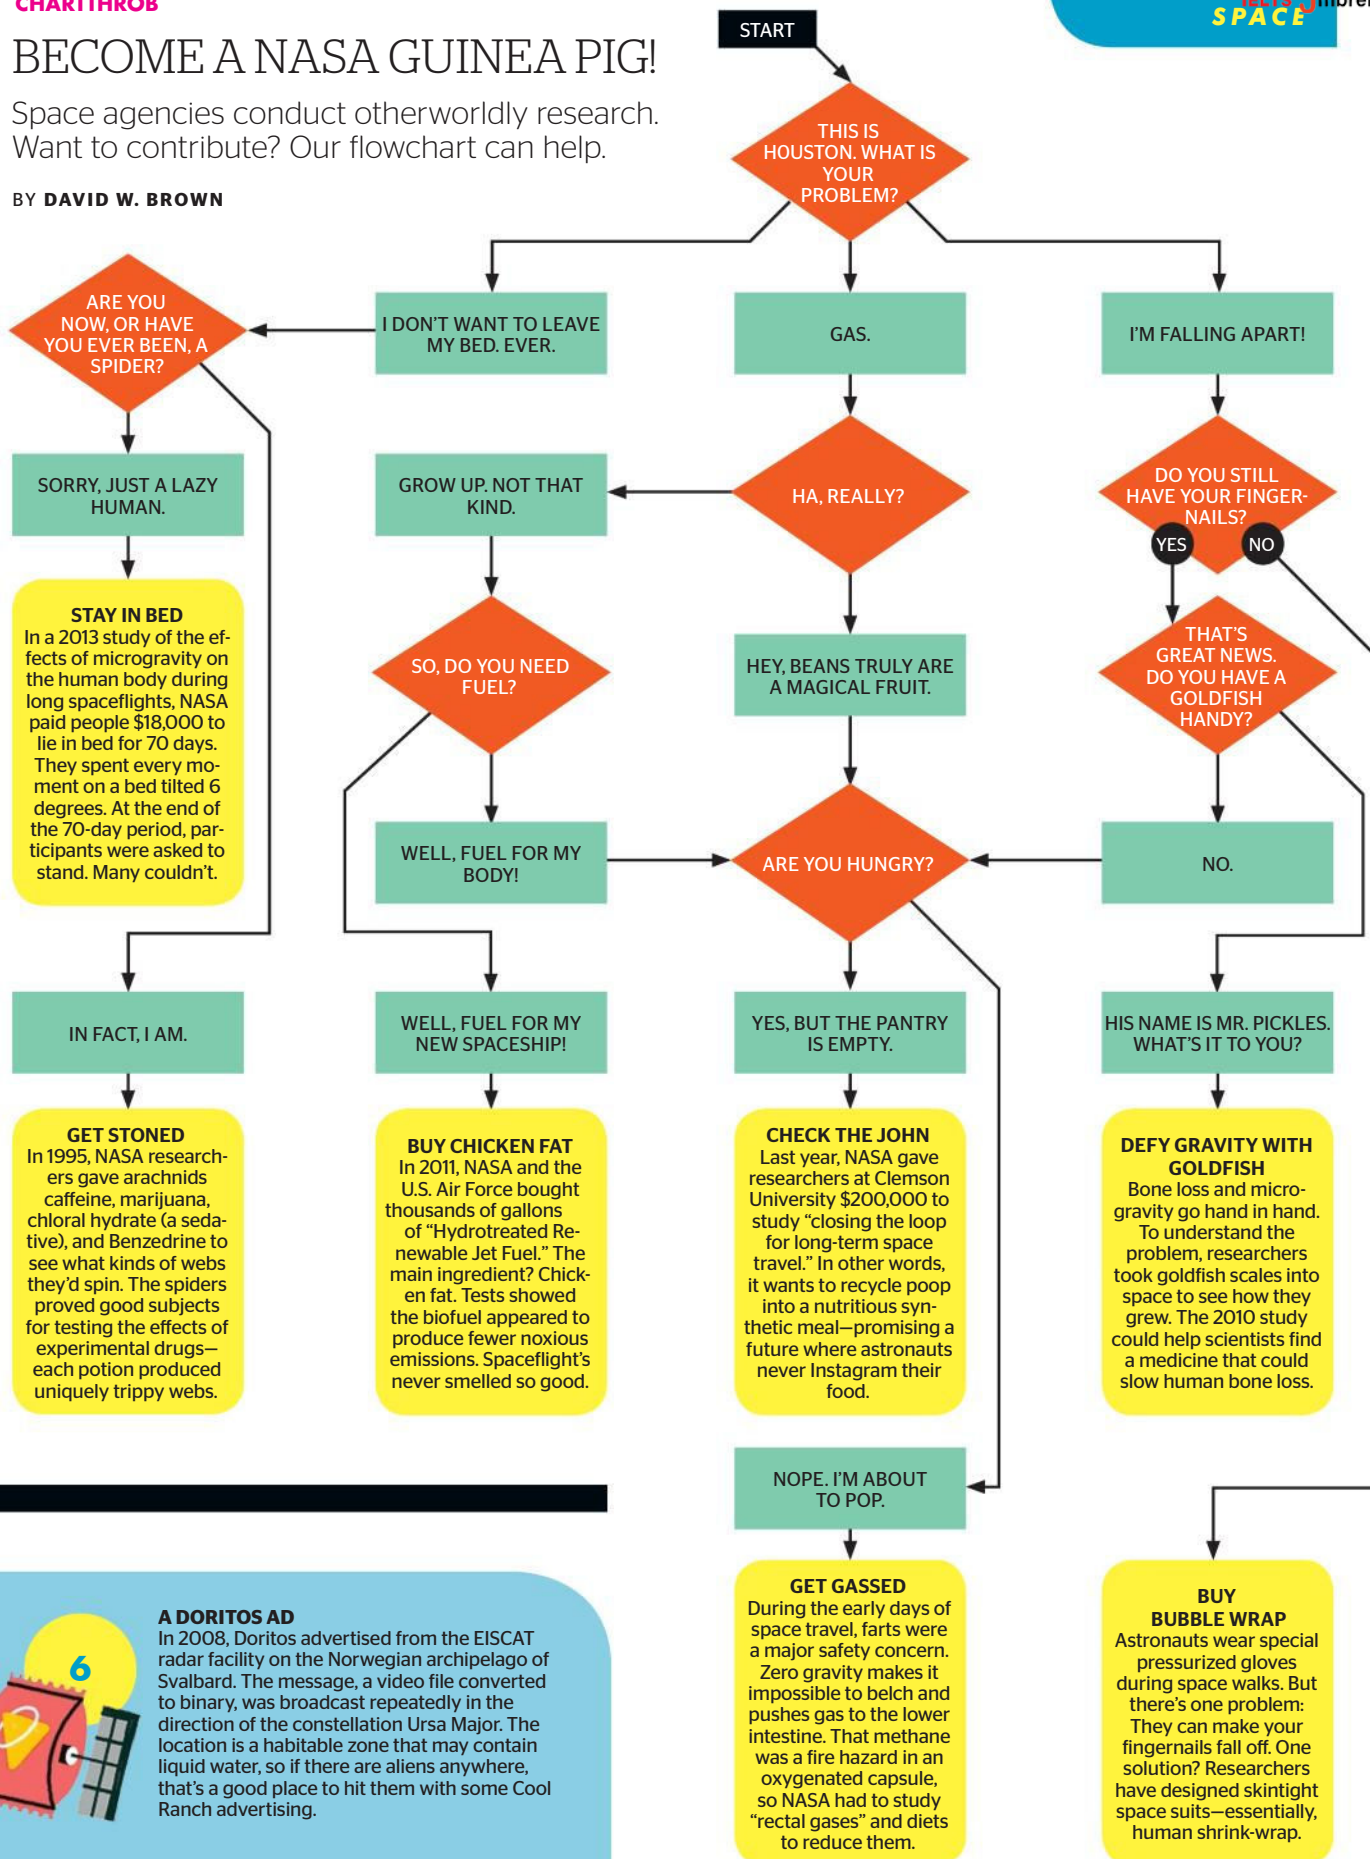 CHARTTHROB
SPACE
BECOME A NASA GUINEA PIG!
Space agencies conduct otherworldly research.
Want to contribute? Our flowchart can help.
BY DAVID W. BROWN
START
THIS IS
HOUSTON. WHAT IS
YOUR
PROBLEM?
I DON'T WANT TO LEAVE
MY BED. EVER.
GAS.
I'M FALLING APART!
ARE YOU
NOW, OR HAVE
YOU EVER BEEN, A
SPIDER?
SORRY, JUST A LAZY
HUMAN.
GROW UP. NOT THAT
KIND.
HA, REALLY?
DO YOU STILL
HAVE YOUR FINGER-
NAILS?
YES
NO
STAY IN BED
In a 2013 study of the ef-
fects of microgravity on
the human body during
long spaceflights, NASA
paid people $18,000 to
lie in bed for 70 days.
They spent every mo-
ment on a bed tilted 6
degrees. At the end of
the 70-day period, par-
ticipants were asked to
stand. Many couldn't.
SO, DO YOU NEED
FUEL?
HEY, BEANS TRULY ARE
A MAGICAL FRUIT.
THAT'S
GREAT NEWS.
DO YOU HAVE A
GOLDFISH
HANDY?
WELL, FUEL FOR MY
BODY!
ARE YOU HUNGRY?
NO.
IN FACT, I AM.
WELL, FUEL FOR MY
NEW SPACESHIP!
YES, BUT THE PANTRY
IS EMPTY.
HIS NAME IS MR. PICKLES.
WHAT'S IT TO YOU?
GET STONED
In 1995, NASA research-
ers gave arachnids
caffeine, marijuana,
chloral hydrate (a seda-
tive), and Benzedrine to
see what kinds of webs
they'd spin. The spiders
proved good subjects
for testing the effects of
experimental drugs—
each potion produced
uniquely trippy webs.
BUY CHICKEN FAT
In 2011, NASA and the
U.S. Air Force bought
thousands of gallons
of “Hydrotreated Re-
newable Jet Fuel.” The
main ingredient? Chick-
en fat. Tests showed
the biofuel appeared to
produce fewer noxious
emissions. Spaceflight's
never smelled so good.
CHECK THE JOHN
Last year, NASA gave
researchers at Clemson
University $200,000 to
study “closing the loop
for long-term space
travel.” In other words,
it wants to recycle poop
into a nutritious syn-
thetic meal—promising a
future where astronauts
never Instagram their
food.
DEFY GRAVITY WITH
GOLDFISH
Bone loss and micro-
gravity go hand in hand.
To understand the
problem, researchers
took goldfish scales into
space to see how they
grew. The 2010 study
could help scientists find
a medicine that could
slow human bone loss.
NOPE. I'M ABOUT
TO POP.
GET GASSED
During the early days of
space travel, farts were
a major safety concern.
Zero gravity makes it
impossible to belch and
pushes gas to the lower
intestine. That methane
was a fire hazard in an
oxygenated capsule,
so NASA had to study
“rectal gases” and diets
to reduce them.
BUY
BUBBLE WRAP
Astronauts wear special
pressurized gloves
during space walks. But
there's one problem:
They can make your
fingernails fall off. One
solution? Researchers
have designed skintight
space suits—essentially,
human shrink-wrap.
6
A DORITOS AD
In 2008, Doritos advertised from the EISCAT
radar facility on the Norwegian archipelago of
Svalbard. The message, a video file converted
to binary, was broadcast repeatedly in the
direction of the constellation Ursa Major. The
location is a habitable zone that may contain
liquid water, so if there are aliens anywhere,
that's a good place to hit them with some Cool
Ranch advertising.